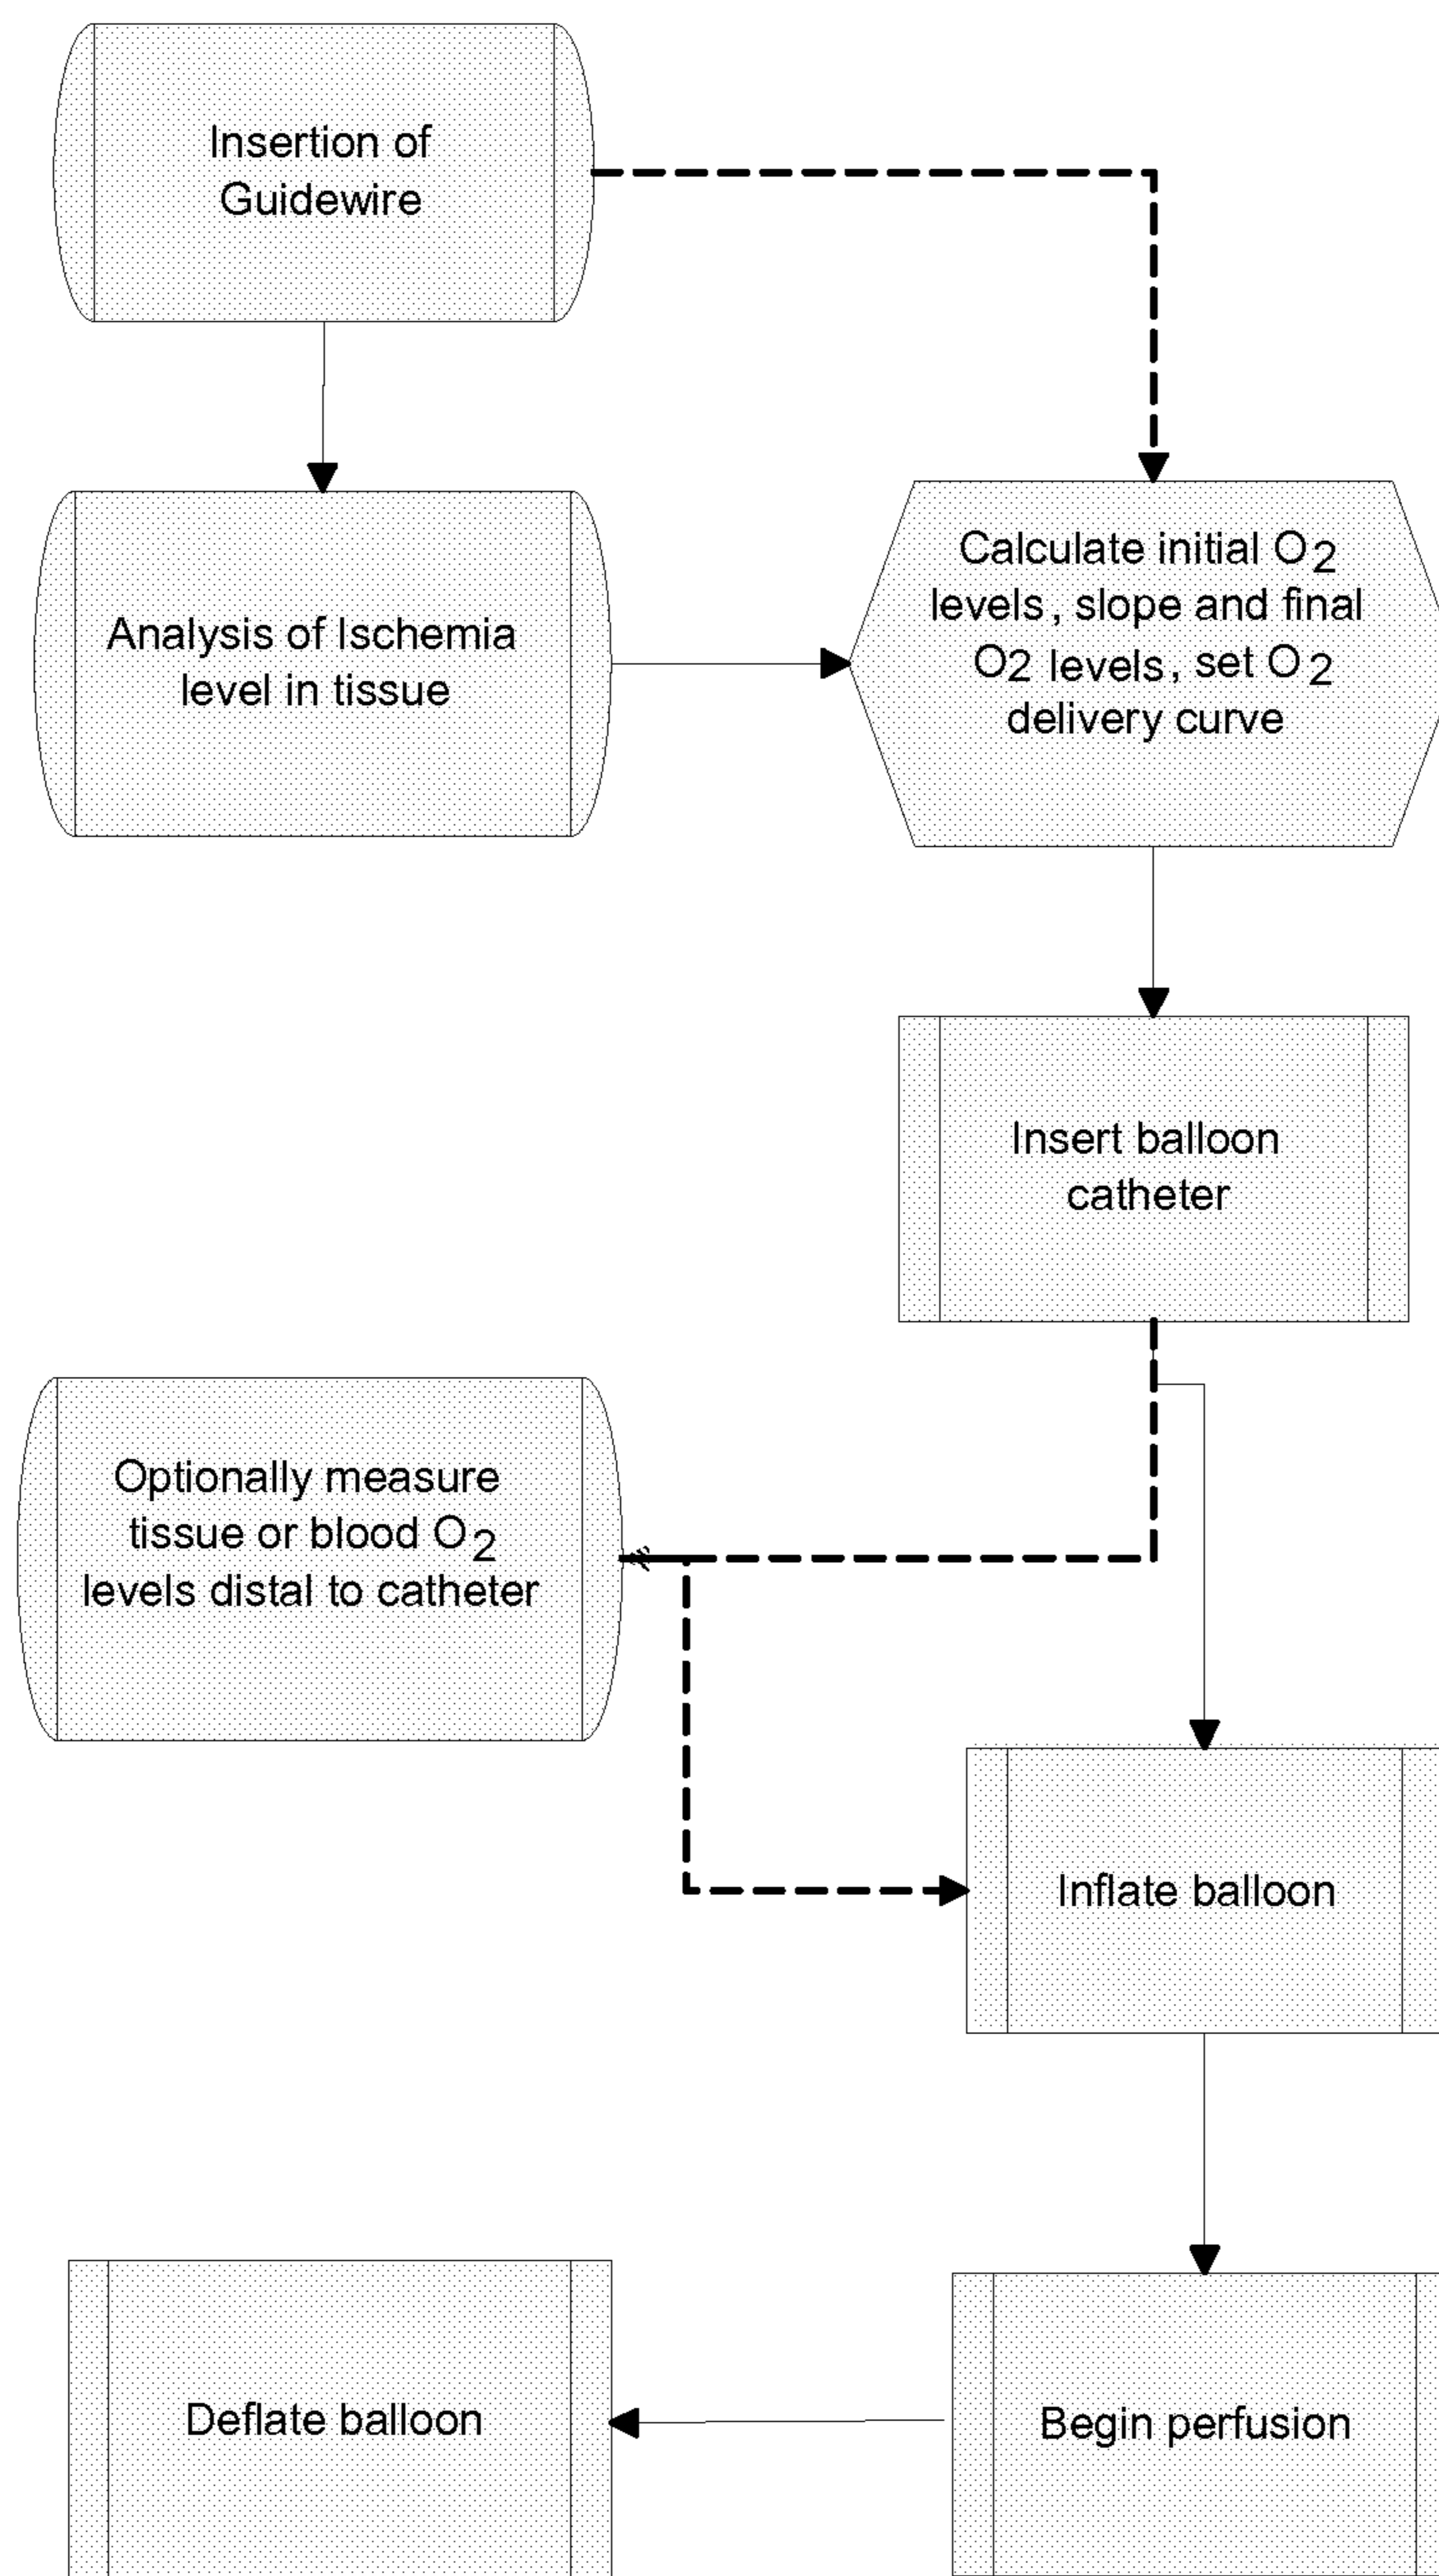 Insertion of
Guidewire
Analysis of Ischemia
level in tissue
Calculate initial O2
levels, slope and final
O2 levels, set O2
delivery curve
Insert balloon
catheter
Optionally measure
tissue or blood O2
levels distal to catheter
Inflate balloon
Deflate balloon
Begin perfusion